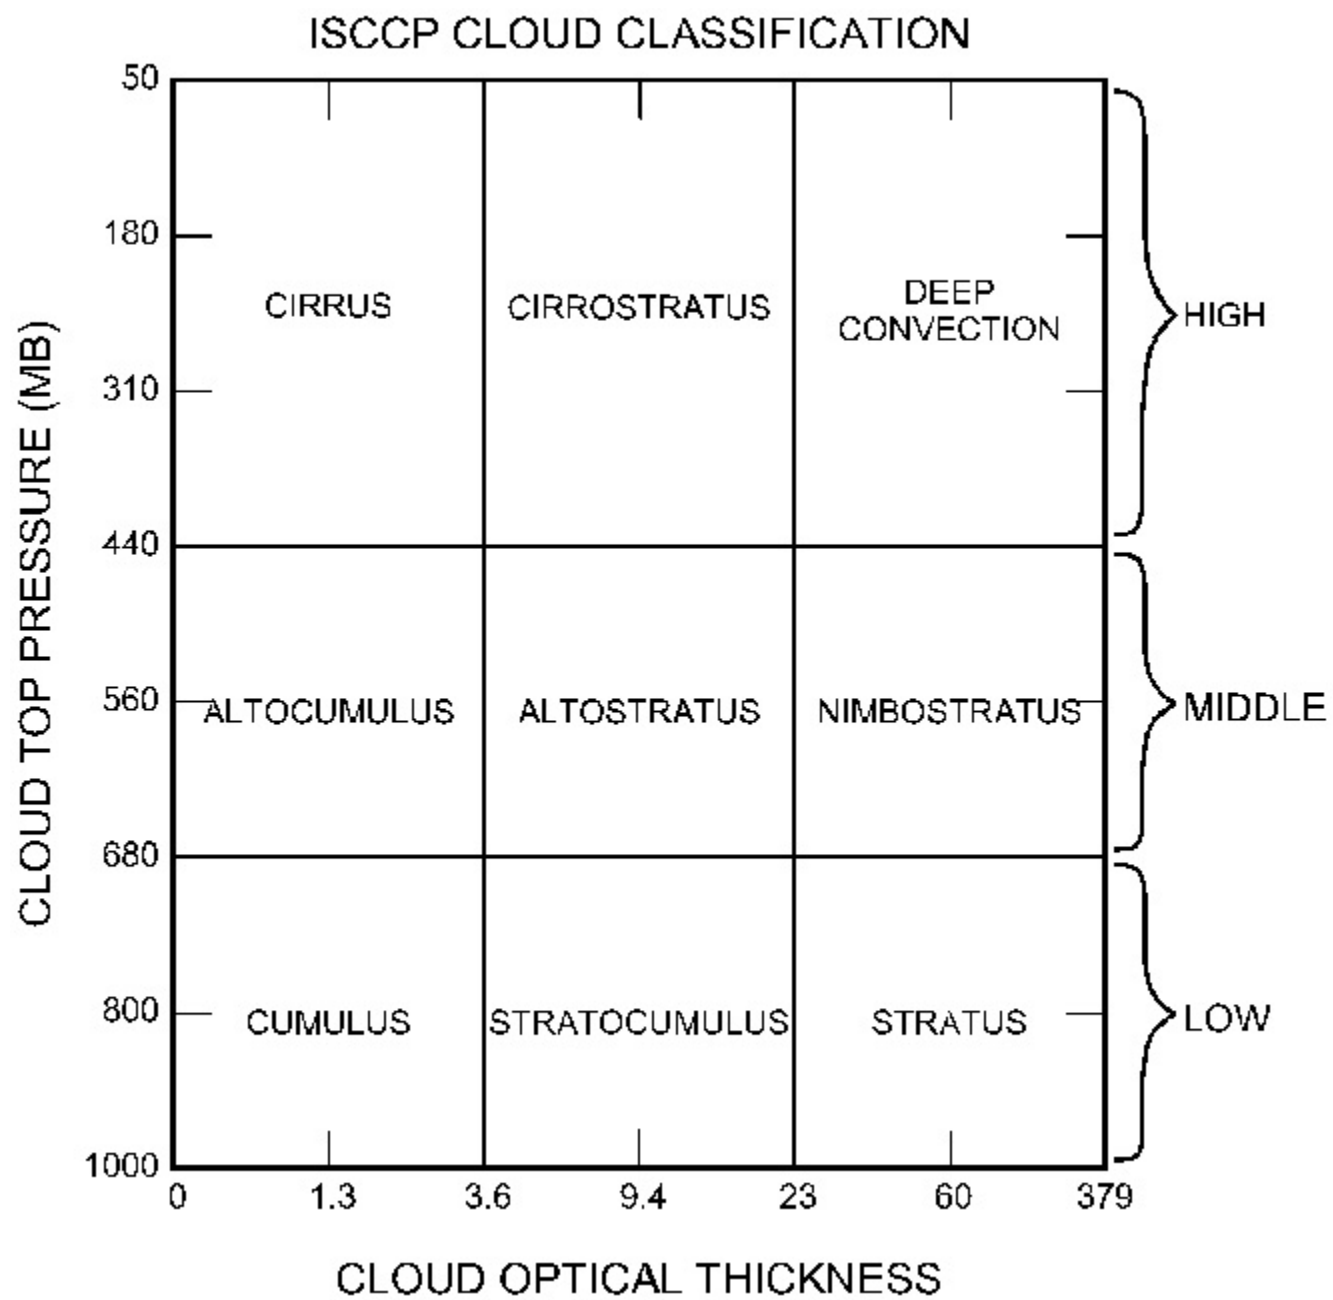 ISCCP CLOUD CLASSIFICATION
50
180
310
440
560
680
800
1000
CLOUD TOP PRESSURE (MB)
CIRRUS
CIRROSTRATUS
DEEP
CONVECTION
HIGH
ALTOCUMULUS
ALTOSTRATUS
NIMBOSTRATUS
MIDDLE
CUMULUS
STRATOCUMULUS
STRATUS
LOW
0 1.3 3.6 9.4 23 60 379
CLOUD OPTICAL THICKNESS